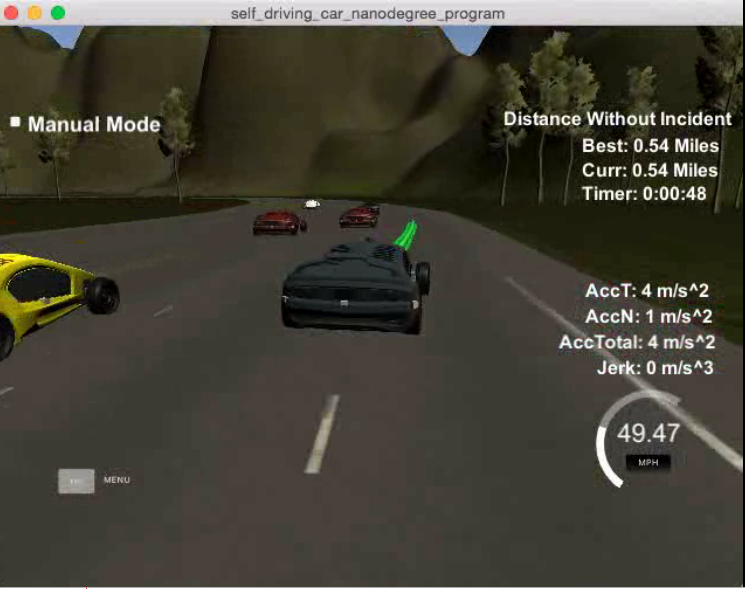 self_driving_car_nanodegree_program
Manual Mode
Distance Without Incident
Best: 0.54 Miles
Curr: 0.54 Miles
Timer: 0:00:48
AccT: 4 m/s^2
AccN: 1 m/s^2
AccTotal: 4 m/s^2
Jerk: 0 m/s^3
49.47
MPH
MENU